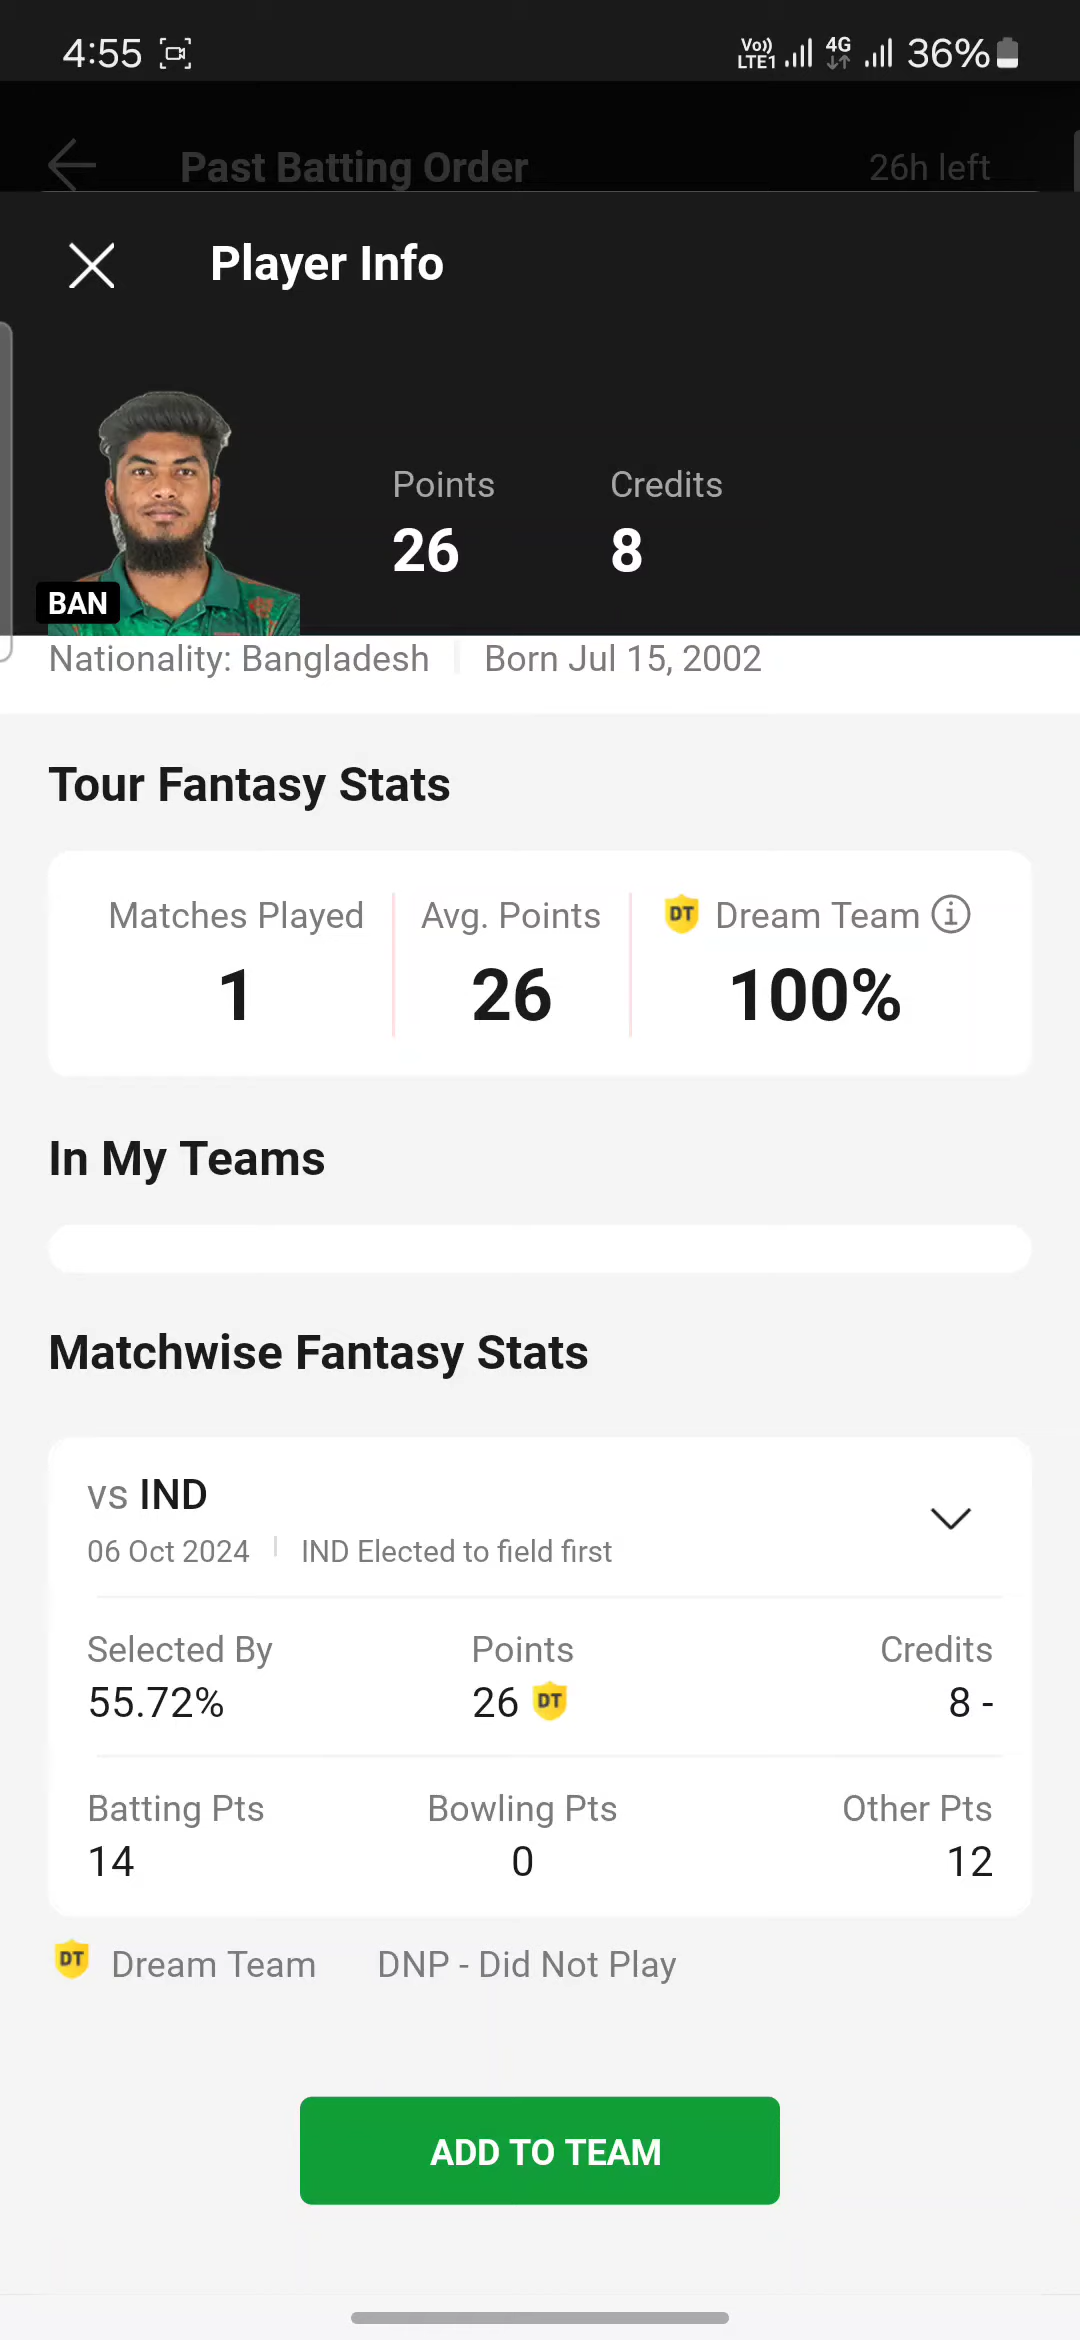 4:55 Vo)) LTE1 4G 36%
Past Batting Order 26h left
Player Info
Points Credits
26 8
BAN
Nationality: Bangladesh Born Jul 15, 2002
Tour Fantasy Stats
Matches Played Avg. Points DT Dream Team
1 26 100%
In My Teams
Matchwise Fantasy Stats
vs IND
06 Oct 2024 IND Elected to field first
Selected By Points Credits
55.72% 26 DT 8 -
Batting Pts Bowling Pts Other Pts
14 0 12
DT Dream Team DNP - Did Not Play
ADD TO TEAM